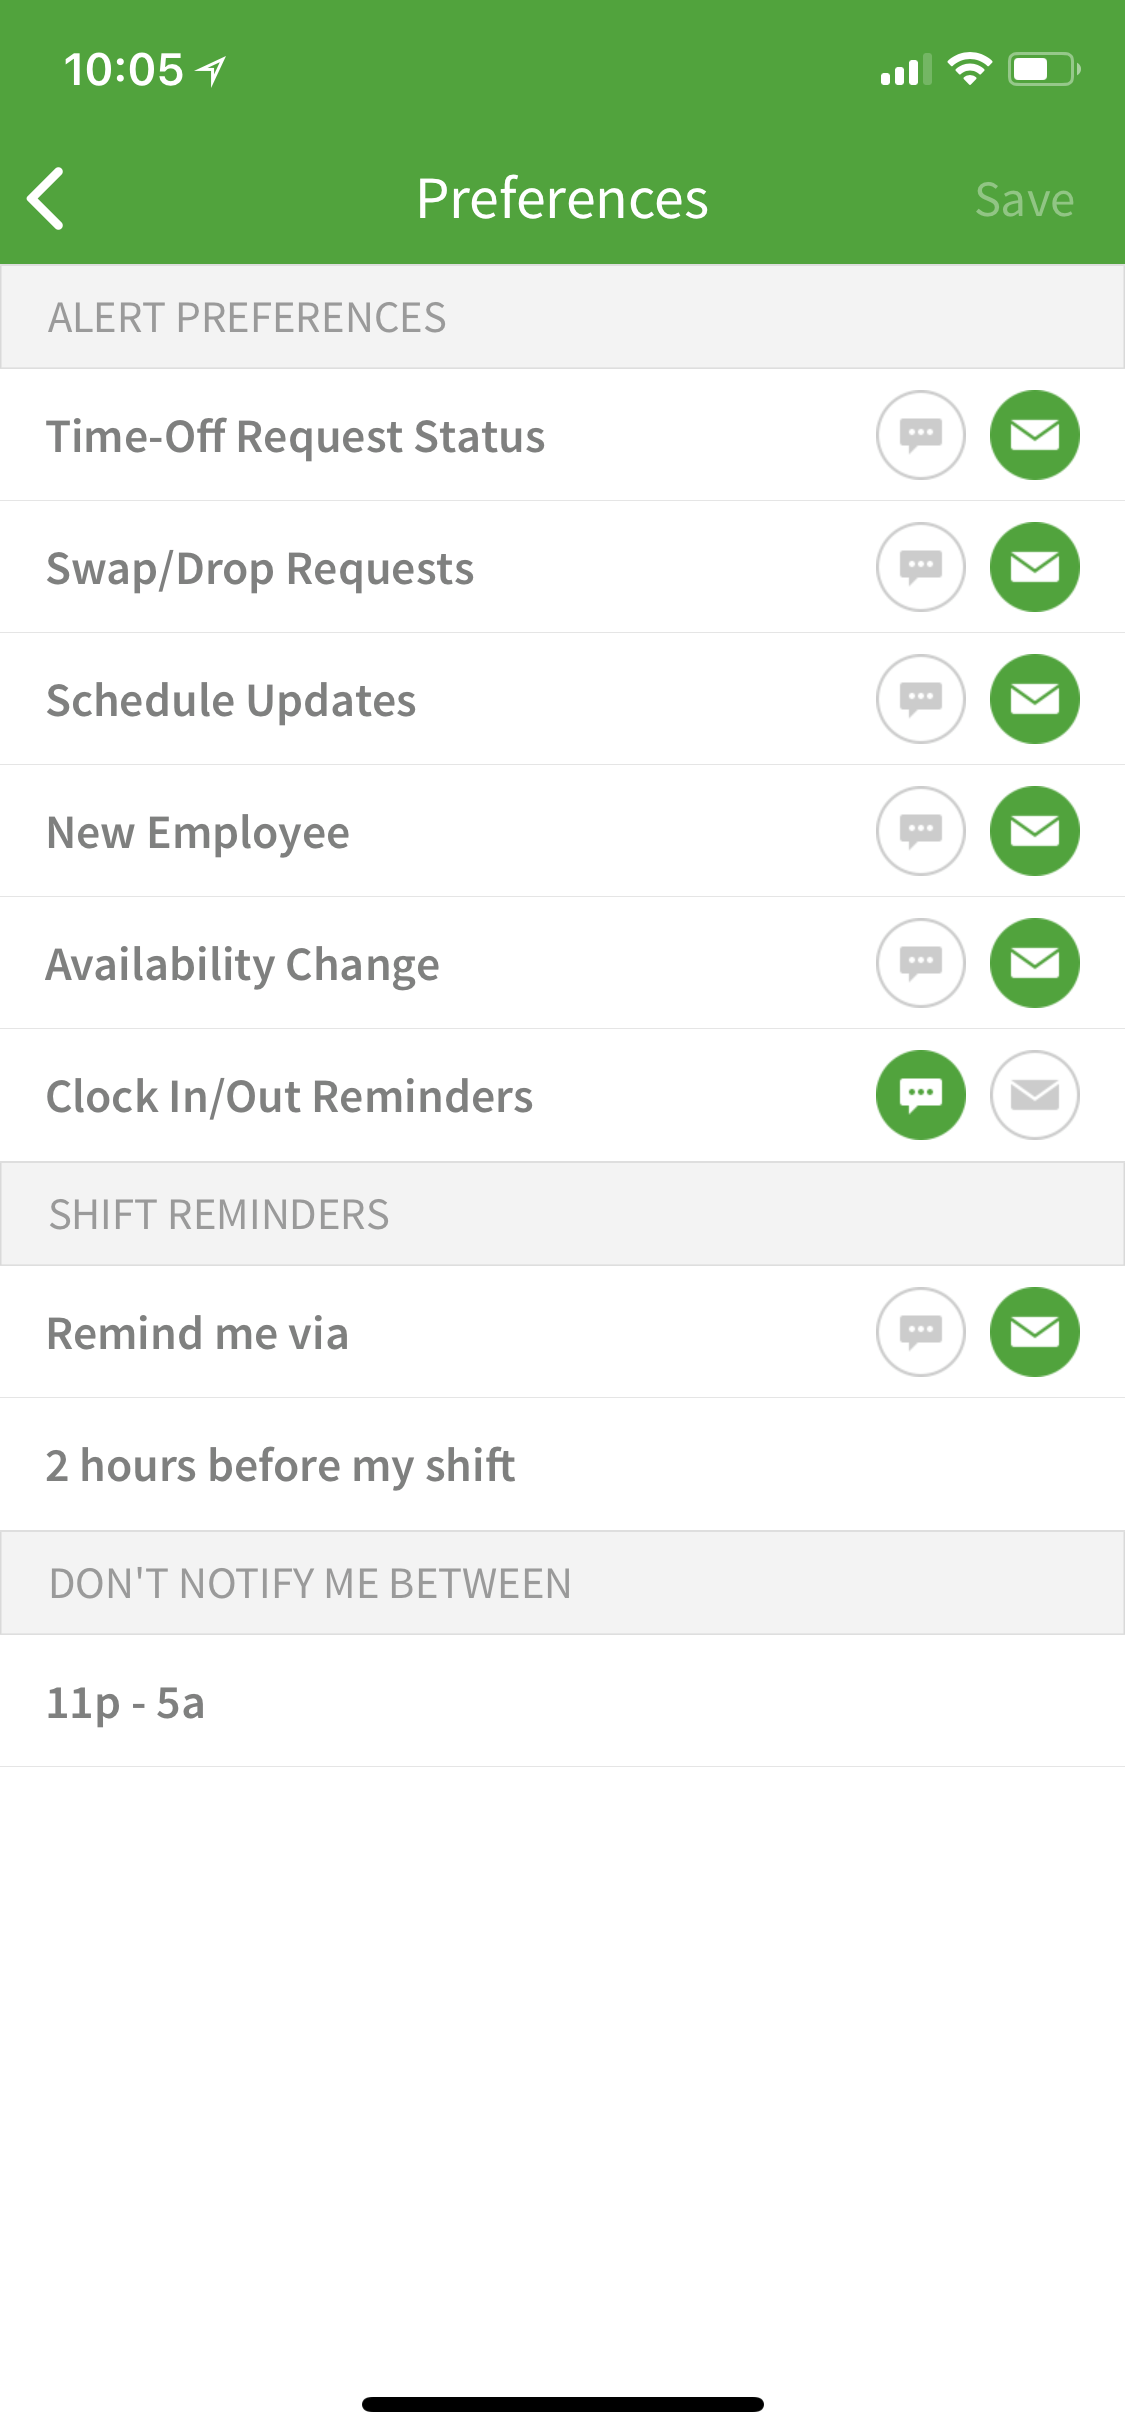 10:05
Preferences
Save
ALERT PREFERENCES
Time-Off Request Status
Swap/Drop Requests
Schedule Updates
New Employee
Availability Change
Clock In/Out Reminders
SHIFT REMINDERS
Remind me via
2 hours before my shift
DON'T NOTIFY ME BETWEEN
11p - 5a